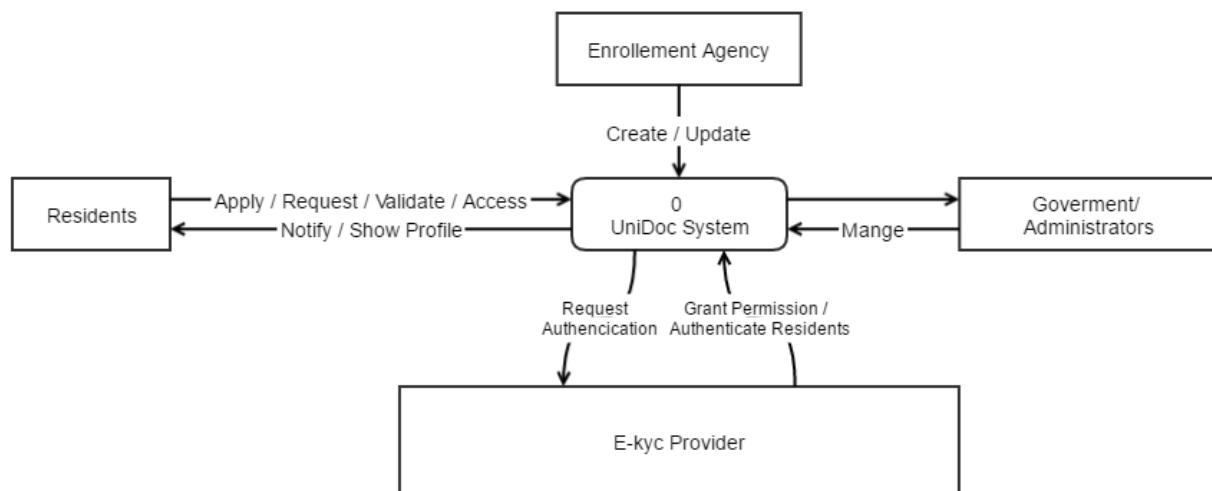 Enrollement Agency
Create / Update
Residents
Apply / Request / Validate / Access
Notify / Show Profile
0
UniDoc System
Mange
Goverment/
Administrators
Request
Authencication
Grant Permission /
Authenticate Residents
E-kyc Provider